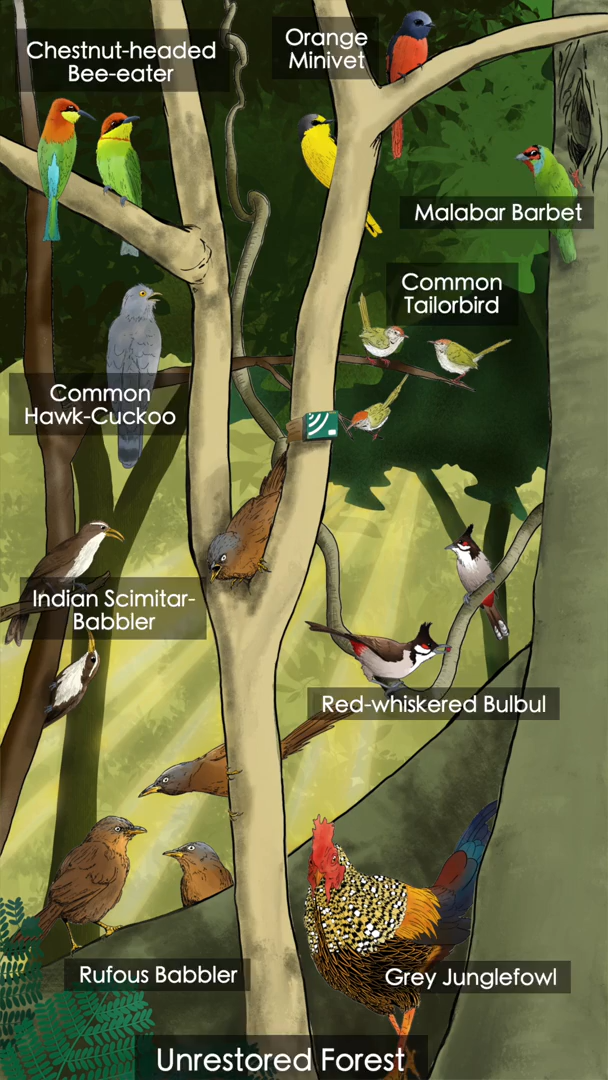 Chestnut-headed
Bee-eater
Orange
Minivet
Malabar Barbet
Common
Tailorbird
Common
Hawk-Cuckoo
Indian Scimitar-
Babbler
Red-whiskered Bulbul
Rufous Babbler
Grey Junglefowl
Unrestored Forest